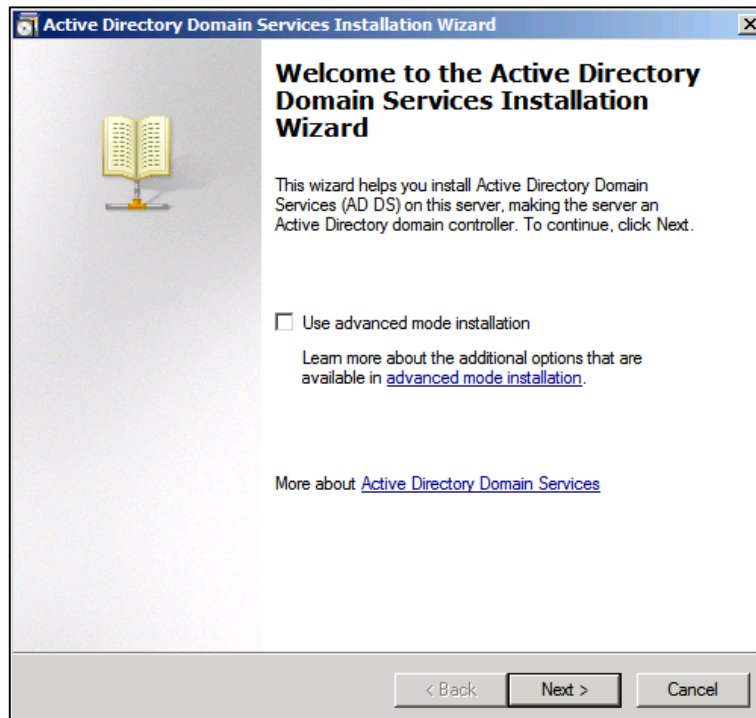 Active Directory Domain Services Installation Wizard
Welcome to the Active Directory
Domain Services Installation
Wizard
This wizard helps you install Active Directory Domain
Services (AD DS) on this server, making the server an
Active Directory domain controller. To continue, click Next.
Use advanced mode installation
Learn more about the additional options that are
available in advanced mode installation.
More about Active Directory Domain Services
< Back
Next >
Cancel